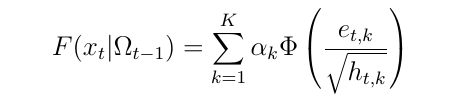 $$F(x_t|\Omega_{t-1}) = \sum_{k=1}^{K} \alpha_k \Phi \left( \frac{e_{t,k}}{\sqrt{h_{t,k}}} \right)$$